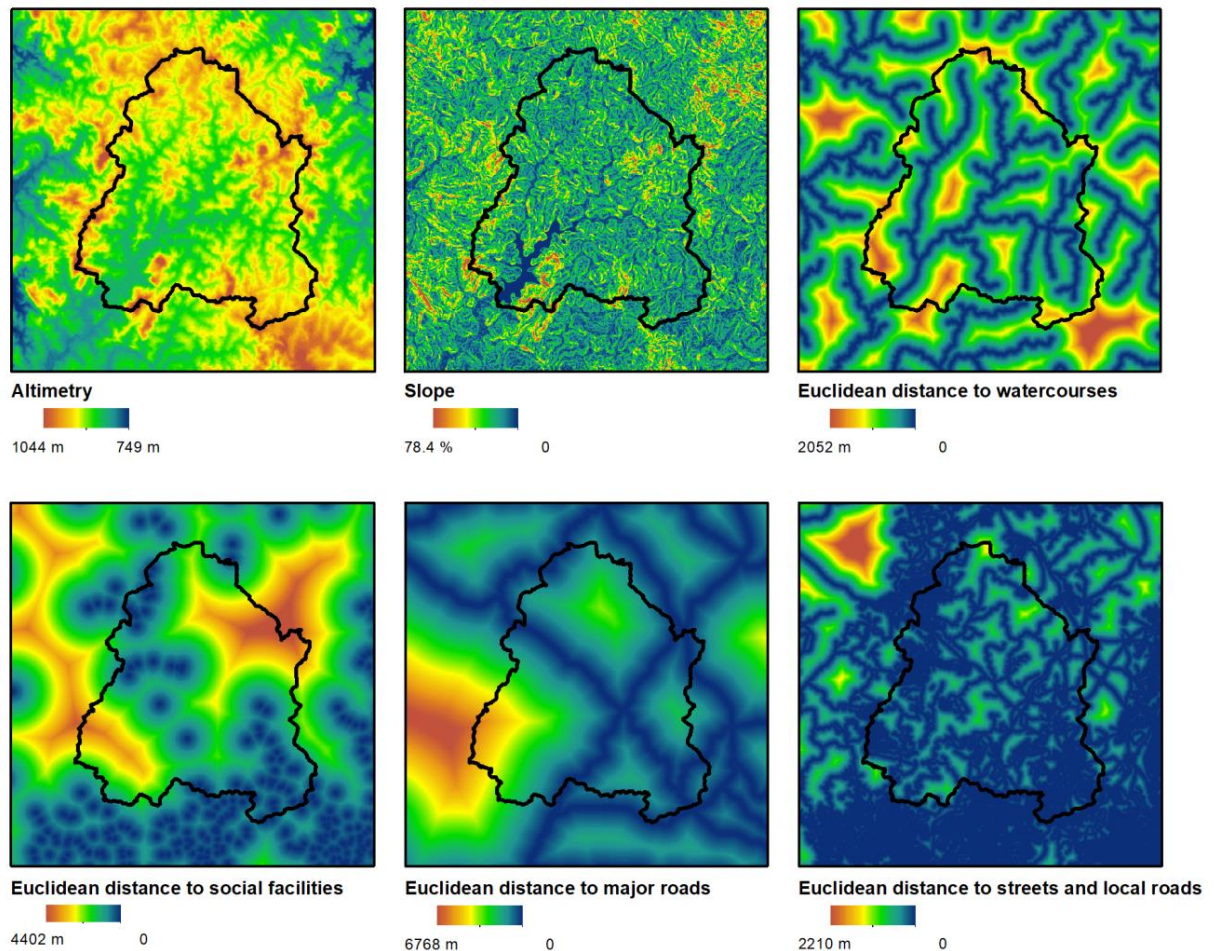 Altimetry
1044 m 749 m
Slope
78.4 % 0
Euclidean distance to watercourses
2052 m 0
Euclidean distance to social facilities
4402 m 0
Euclidean distance to major roads
6768 m 0
Euclidean distance to streets and local roads
2210 m 0